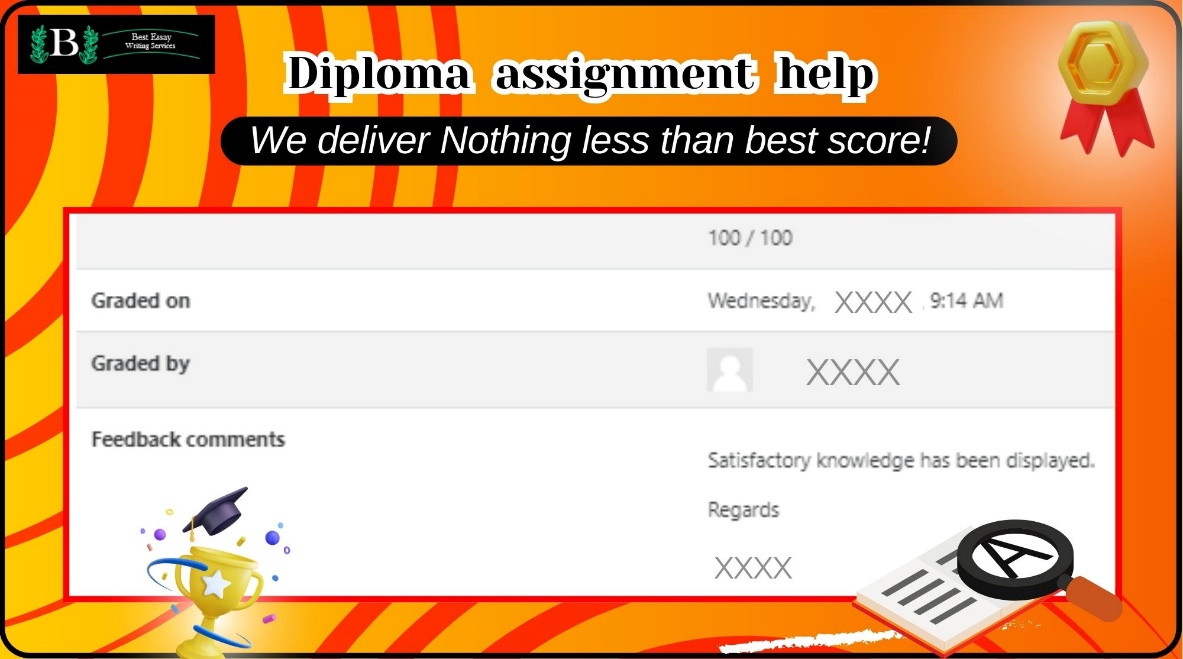 B
Best Essay
Writing Services
Diploma assignment help
We deliver Nothing less than best score!
100 / 100
Graded on
Wednesday, XXXX , 9:14 AM
Graded by
XXXX
Feedback comments
Satisfactory knowledge has been displayed.
Regards
XXXX
A